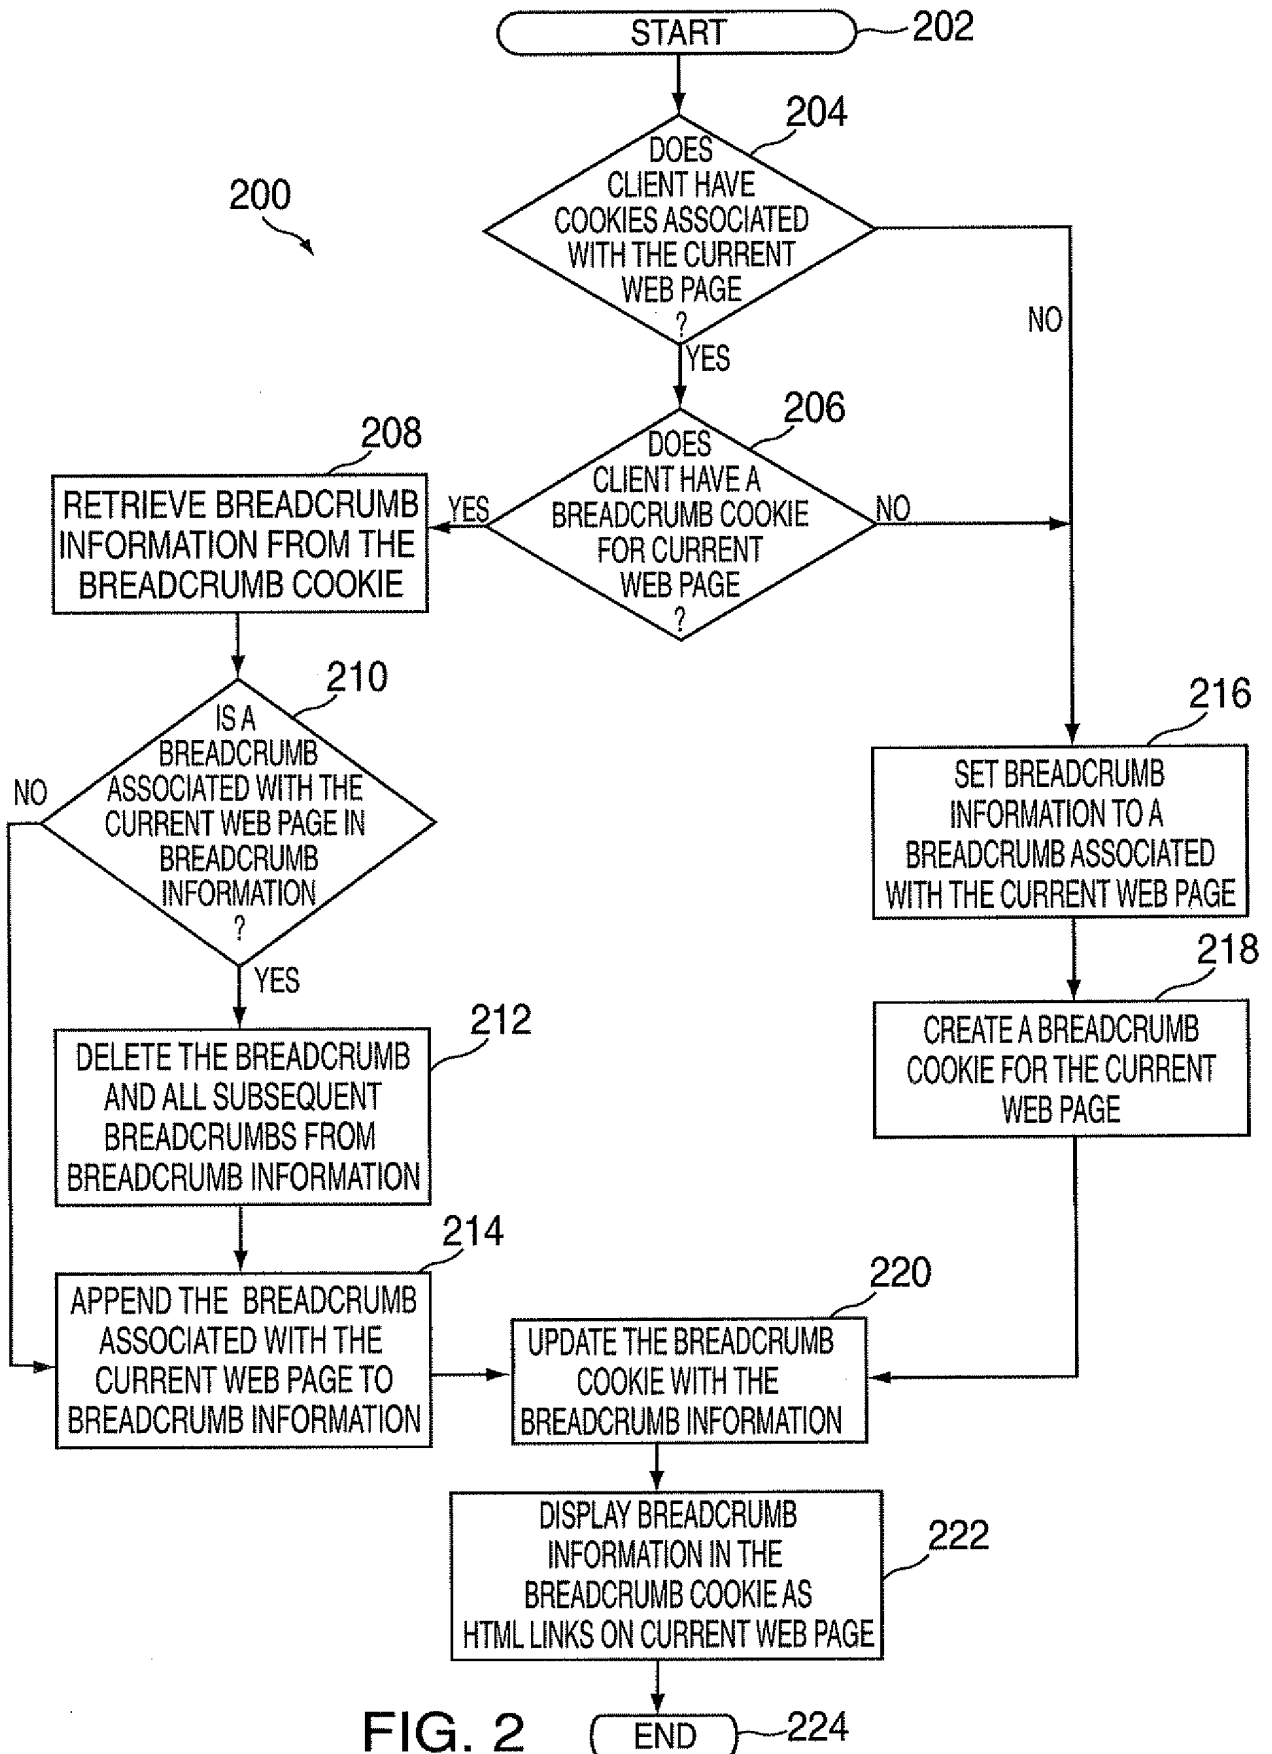 START
202
204
DOES
CLIENT HAVE
COOKIES ASSOCIATED
WITH THE CURRENT
WEB PAGE
?
200
NO
YES
206
DOES
CLIENT HAVE A
BREADCRUMB COOKIE
FOR CURRENT
WEB PAGE
?
YES
NO
208
RETRIEVE BREADCRUMB
INFORMATION FROM THE
BREADCRUMB COOKIE
210
IS A
BREADCRUMB
ASSOCIATED WITH THE
CURRENT WEB PAGE IN
BREADCRUMB
INFORMATION
?
NO
YES
216
SET BREADCRUMB
INFORMATION TO A
BREADCRUMB ASSOCIATED
WITH THE CURRENT WEB PAGE
218
CREATE A BREADCRUMB
COOKIE FOR THE CURRENT
WEB PAGE
212
DELETE THE BREADCRUMB
AND ALL SUBSEQUENT
BREADCRUMBS FROM
BREADCRUMB INFORMATION
214
APPEND THE BREADCRUMB
ASSOCIATED WITH THE
CURRENT WEB PAGE TO
BREADCRUMB INFORMATION
220
UPDATE THE BREADCRUMB
COOKIE WITH THE
BREADCRUMB INFORMATION
222
DISPLAY BREADCRUMB
INFORMATION IN THE
BREADCRUMB COOKIE AS
HTML LINKS ON CURRENT WEB PAGE
FIG. 2
END
224